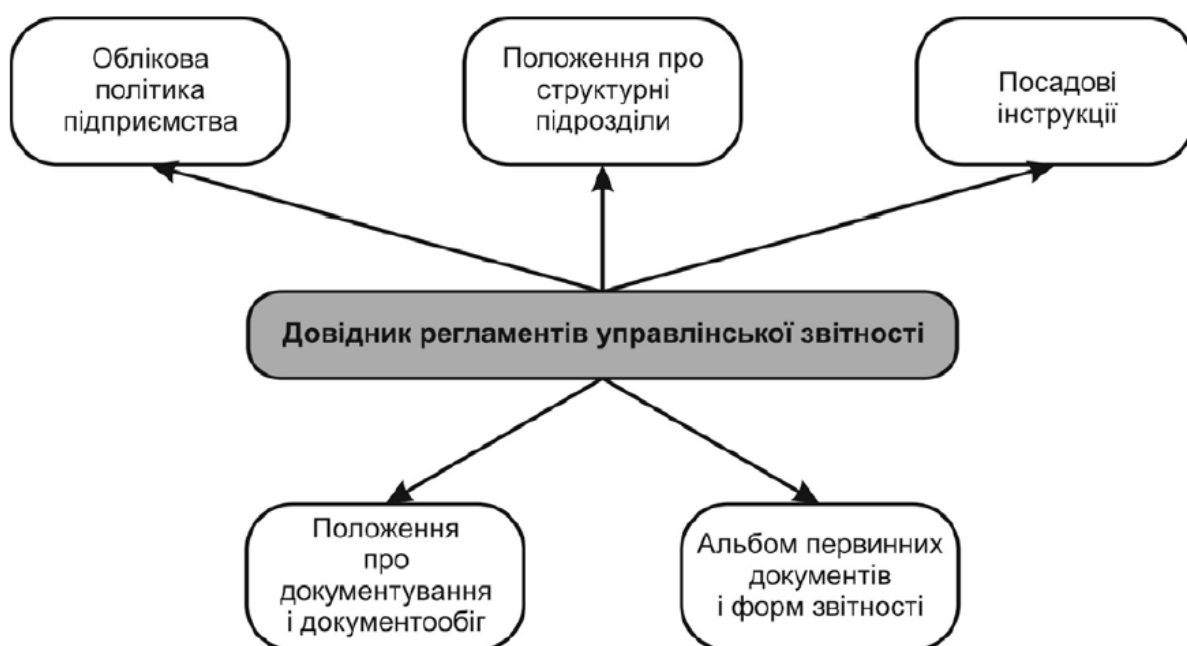 Облікова
політика
підприємства
Положення про
структурні
підрозділи
Посадові
інструкції
Довідник регламентів управлінської звітності
Положення
про
документування
і документообіг
Альбом первинних
документів
і форм звітності